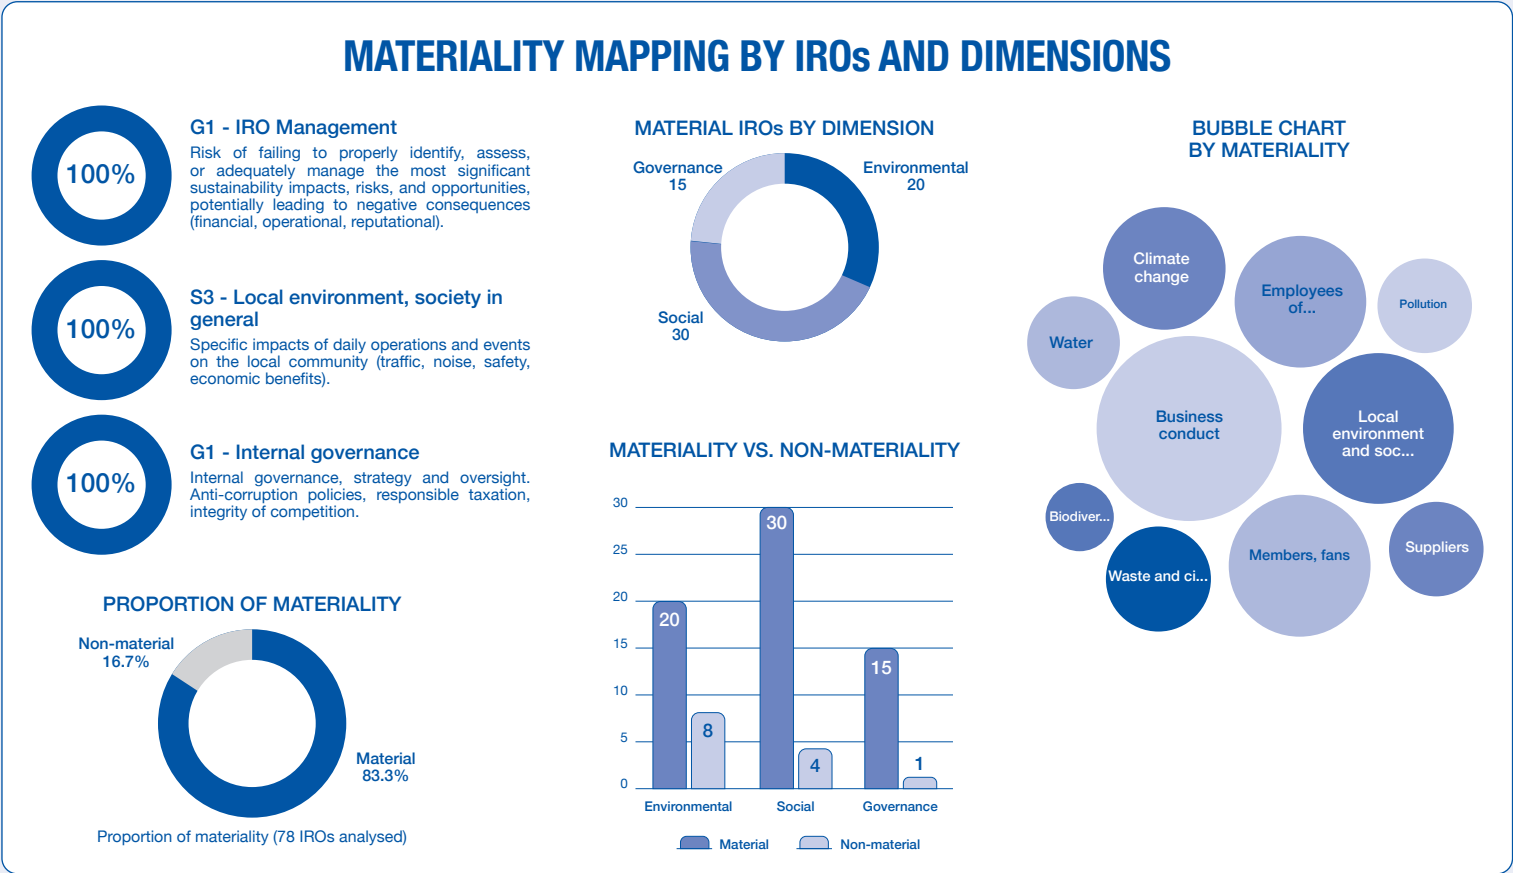 MATERIALITY MAPPING BY IROs AND DIMENSIONS
100%
G1 - IRO Management
Risk of failing to properly identify, assess,
or adequately manage the most significant
sustainability impacts, risks, and opportunities,
potentially leading to negative consequences
(financial, operational, reputational).
100%
S3 - Local environment, society in
general
Specific impacts of daily operations and events
on the local community (traffic, noise, safety,
economic benefits).
100%
G1 - Internal governance
Internal governance, strategy and oversight.
Anti-corruption policies, responsible taxation,
integrity of competition.
PROPORTION OF MATERIALITY
Non-material
16.7%
Material
83.3%
Proportion of materiality (78 IROs analysed)
MATERIAL IROs BY DIMENSION
Governance
15
Environmental
20
Social
30
MATERIALITY VS. NON-MATERIALITY
30
25
20
15
10
5
0
20
8
30
4
15
1
Environmental
Social
Governance
Material
Non-material
BUBBLE CHART
BY MATERIALITY
Climate
change
Employees
of...
Pollution
Water
Business
conduct
Local
environment
and soc...
Biodiver...
Waste and ci...
Members, fans
Suppliers